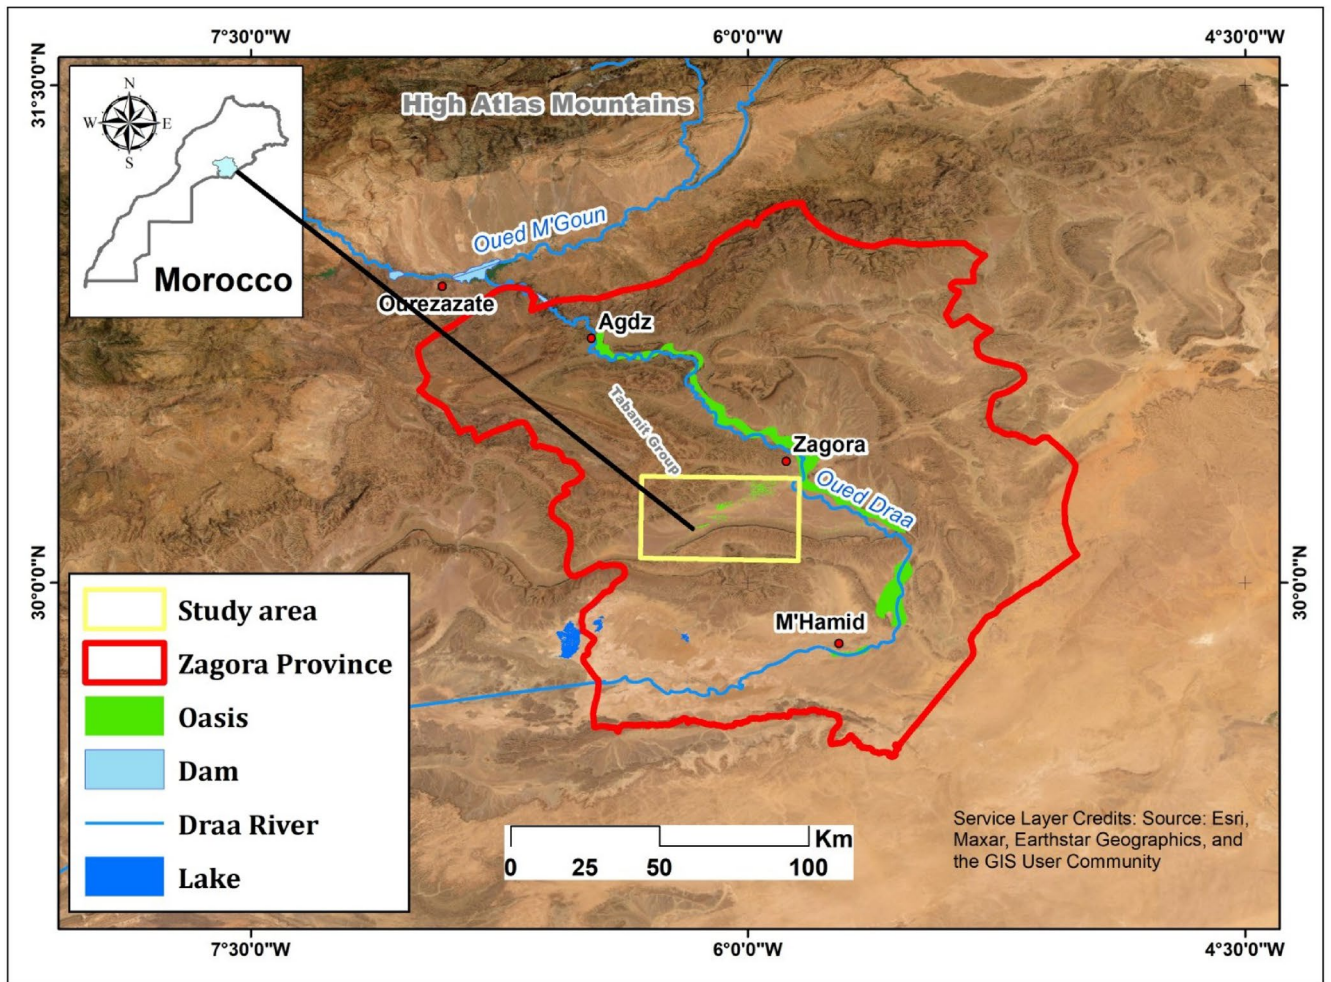 7°30'0"W
6°0'0"W
4°30'0"W
31°30'0"N
31°30'0"N
N
W
E
S
Morocco
High Atlas Mountains
Oued M'Goun
Ourezazate
Agdz
Tabanit Group
Zagora
Oued Draa
M'Hamid
30°0'0"N
30°0'0"N
Study area
Zagora Province
Oasis
Dam
Draa River
Lake
Km
0 25 50 100
Service Layer Credits: Source: Esri,
Maxar, Earthstar Geographics, and
the GIS User Community
7°30'0"W
6°0'0"W
4°30'0"W